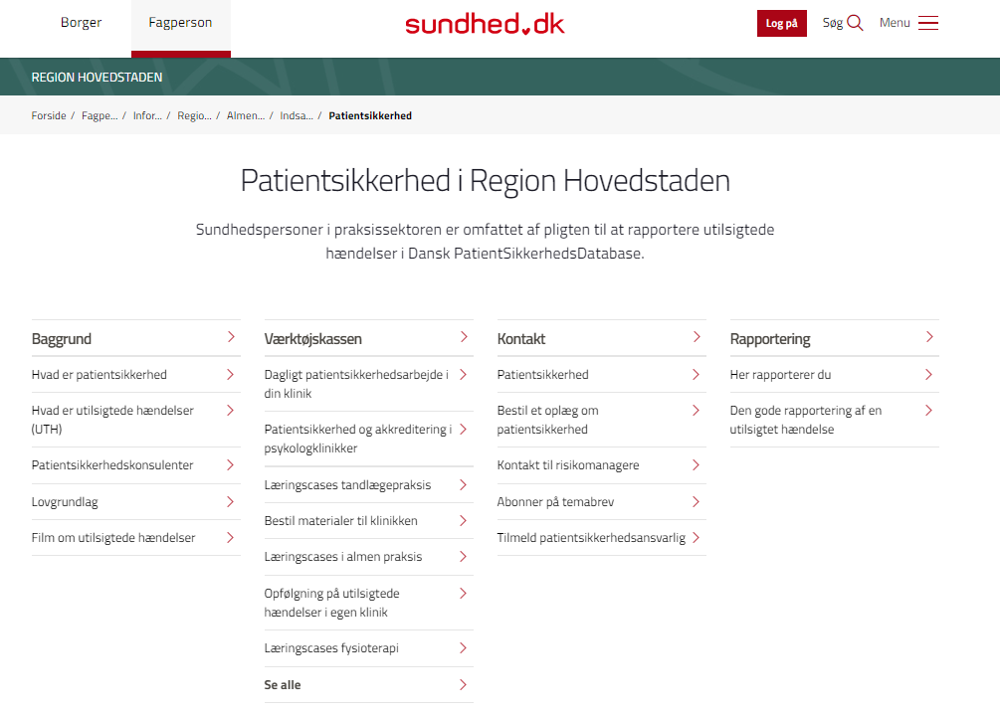 Borger
Fagperson
sundhed.dk
Log på
Søg
Menu
REGION HOVEDSTADEN
Forside / Fagpe... / Infor... / Regio... / Almen... / Indsa... / Patientsikkerhed
Patientsikkerhed i Region Hovedstaden
Sundhedspersoner i praksissektoren er omfattet af pligten til at rapportere utilsigtede
hændelser i Dansk PatientSikkerhedsDatabase.
Baggrund
Hvad er patientsikkerhed
Hvad er utilsigtede hændelser
(UTH)
Patientsikkerhedskonsulenter
Lovgrundlag
Film om utilsigtede hændelser
Værktøjskassen
Dagligt patientsikkerhedsarbejde i
din klinik
Patientsikkerhed og akkreditering i
psykologklinikker
Læringscases tandlægepraksis
Bestil materialer til klinikken
Læringscases i almen praksis
Opfølgning på utilsigtede
hændelser i egen klinik
Læringscases fysioterapi
Se alle
Kontakt
Patientsikkerhed
Bestil et oplæg om
patientsikkerhed
Kontakt til risikomanagere
Abonner på temabrev
Tilmeld patientsikkerhedsansvarlig
Rapportering
Her rapporterer du
Den gode rapportering af en
utilsigtet hændelse